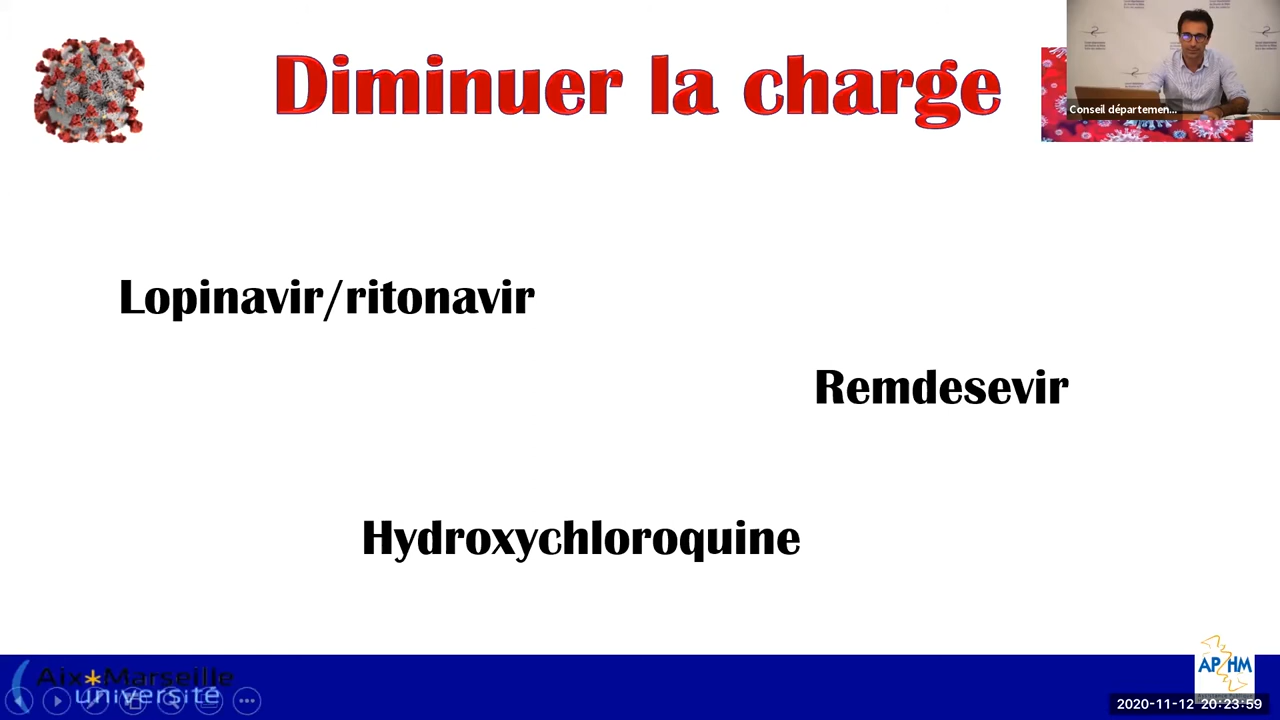 Diminuer la charge
Conseil départemen...
Lopinavir/ritonavir
Remdesevir
Hydroxychloroquine
Aix*Marseille
université
AP HM
2020-11-12 20:23:59